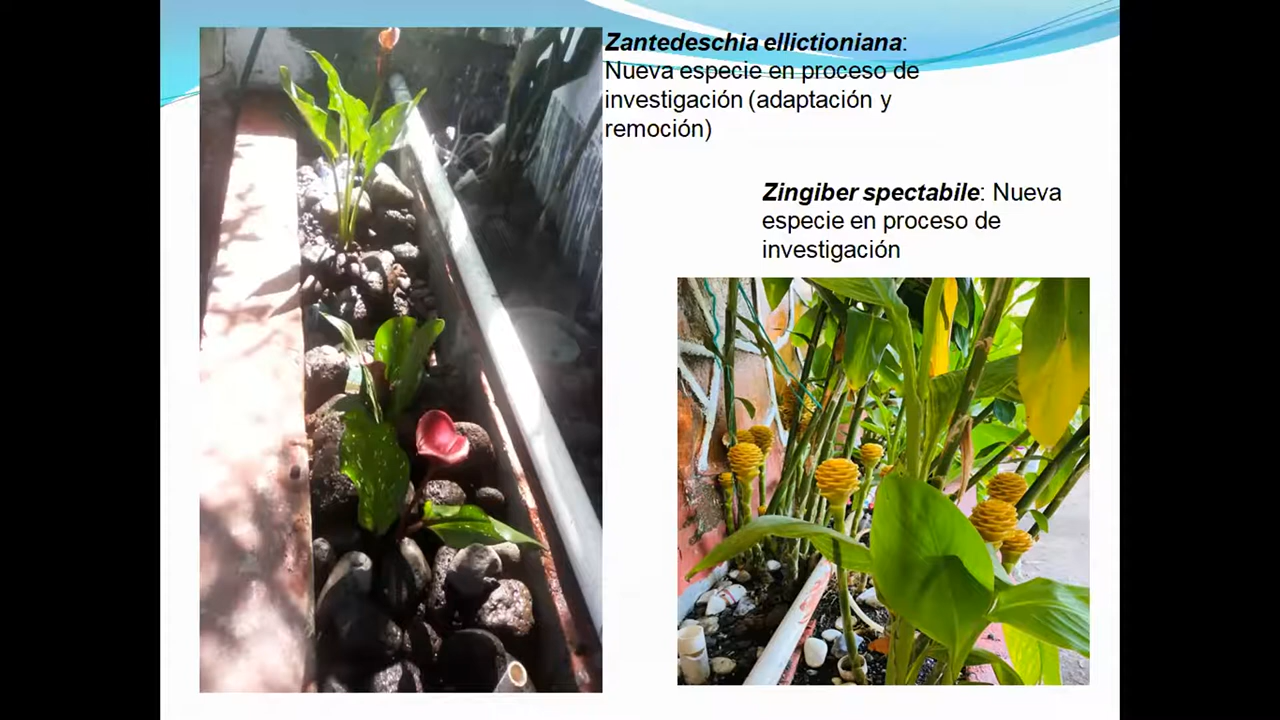 Zantedeschia ellictioniana:
Nueva especie en proceso de
investigación (adaptación y
remoción)
Zingiber spectabile: Nueva
especie en proceso de
investigación